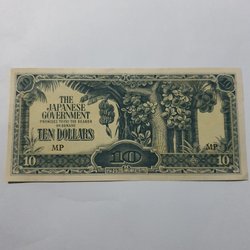 THE
JAPANESE
GOVERNMENT
PROMISES TO PAY THE BEARER
ON DEMAND
TEN DOLLARS
MP
MP
10
10
10